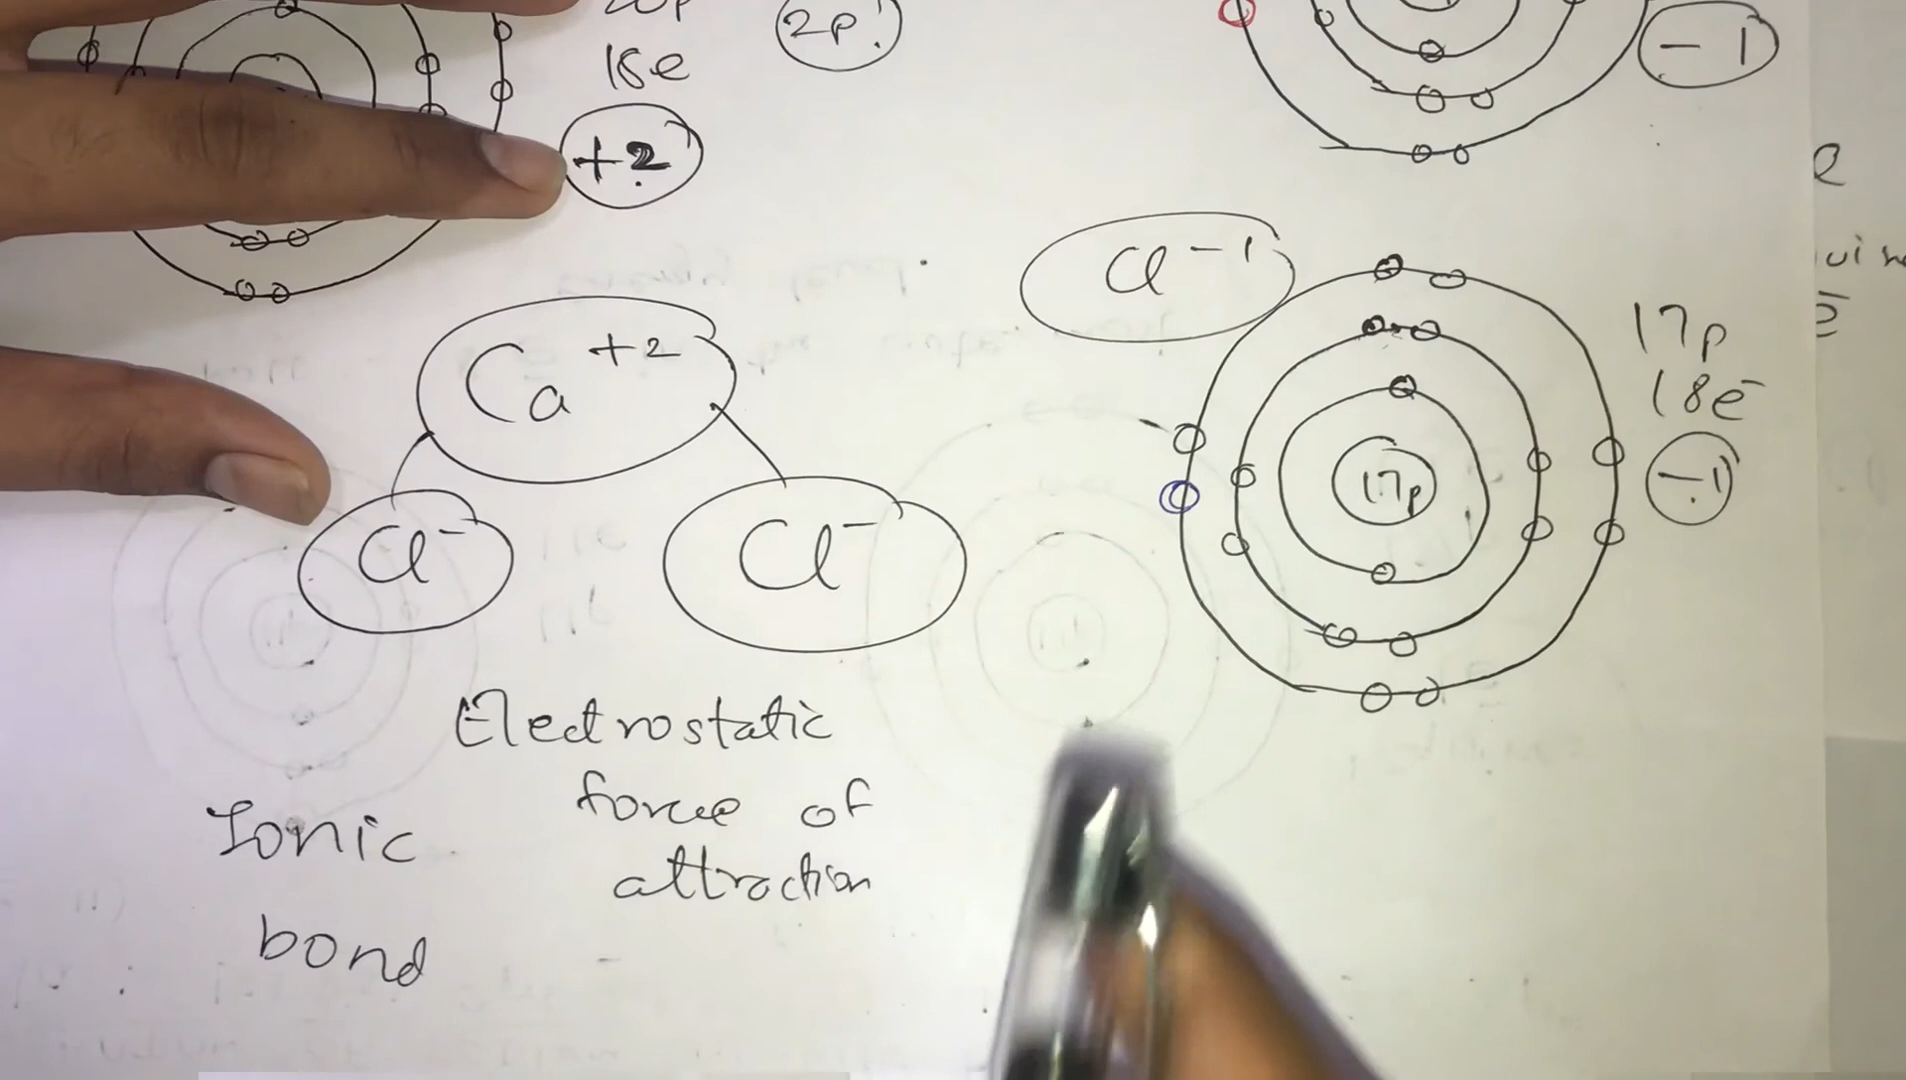 20p
18e
+2
2p
-1
Cl⁻¹
Ca⁺²
Cl⁻
Cl⁻
17p
17p
18e⁻
-1
Electrostatic
force of
attraction
Ionic
bond
e